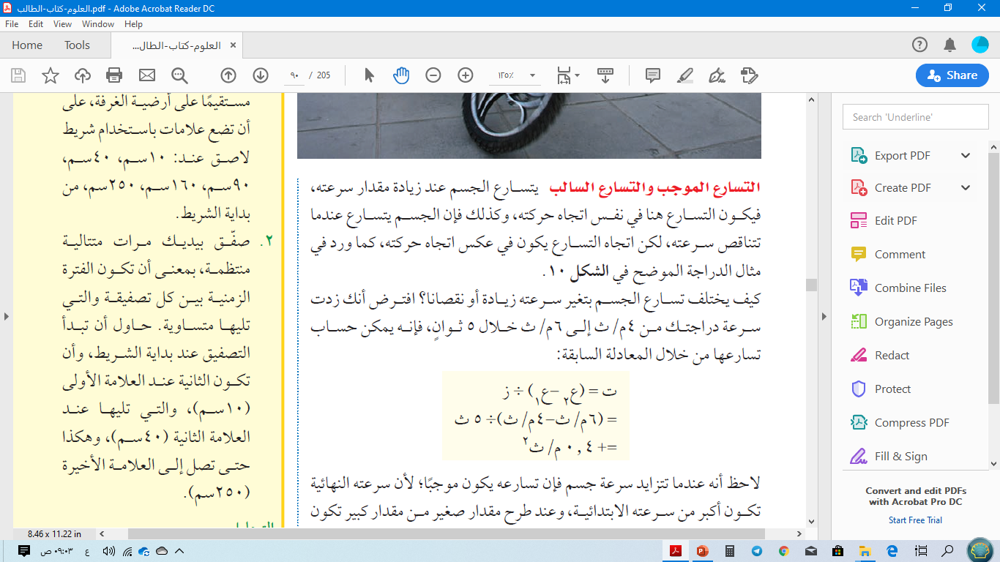 العلوم-كتاب-الطالب.pdf - Adobe Acrobat Reader DC
File Edit View Window Help
Home Tools العلوم-كتاب-الطال...
٩٠ / 205 ١٢٥٪ Share
التسارع الموجب والتسارع السالب يتسارع الجسم عند زيادة مقدار سرعته،
فيكون التسارع هنا في نفس اتجاه حركته، وكذلك فإن الجسم يتسارع عندما
تتناقص سرعته، لكن اتجاه التسارع يكون في عكس اتجاه حركته، كما ورد في
مثال الدراجة الموضح في الشكل ١٠.
كيف يختلف تسارع الجسم بتغير سرعته زيادة أو نقصانا؟ افترض أنك زدت
سرعة دراجتك من ٤م/ ث إلى ٦م/ ث خلال ٥ ثوانٍ، فإنه يمكن حساب
تسارعها من خلال المعادلة السابقة:
ت = (ع٢ –ع١) ÷ ز
= (٦م/ ث–٤م/ ث)÷ ٥ ث
=+ ٤ , ٠ م/ ث٢
لاحظ أنه عندما تتزايد سرعة جسم فإن تسارعه يكون موجبًا؛ لأن سرعته النهائية
تكون أكبر من سرعته الابتدائية، وعند طرح مقدار صغير من مقدار كبير تكون
مستقيمًا على أرضية الغرفة، على
أن تضع علامات باستخدام شريط
لاصق عند: ١٠سم، ٤٠سم،
٩٠سم، ١٦٠سم، ٢٥٠سم، من
بداية الشريط.
٢. صفّق بيديك مرات متتالية
منتظمة، بمعنى أن تكون الفترة
الزمنية بين كل تصفيقة والتي
تليها متساوية. حاول أن تبدأ
التصفيق عند بداية الشريط، وأن
تكون الثانية عند العلامة الأولى
(١٠سم)، والتي تليها عند
العلامة الثانية (٤٠سم)، وهكذا
حتى تصل إلى العلامة الأخيرة
(٢٥٠سم).
Search 'Underline'
Export PDF
Create PDF
Edit PDF
Comment
Combine Files
Organize Pages
Redact
Protect
Compress PDF
Fill & Sign
Convert and edit PDFs
with Acrobat Pro DC
Start Free Trial
8.46 x 11.22 in
٠٩:٠٣ ص ع